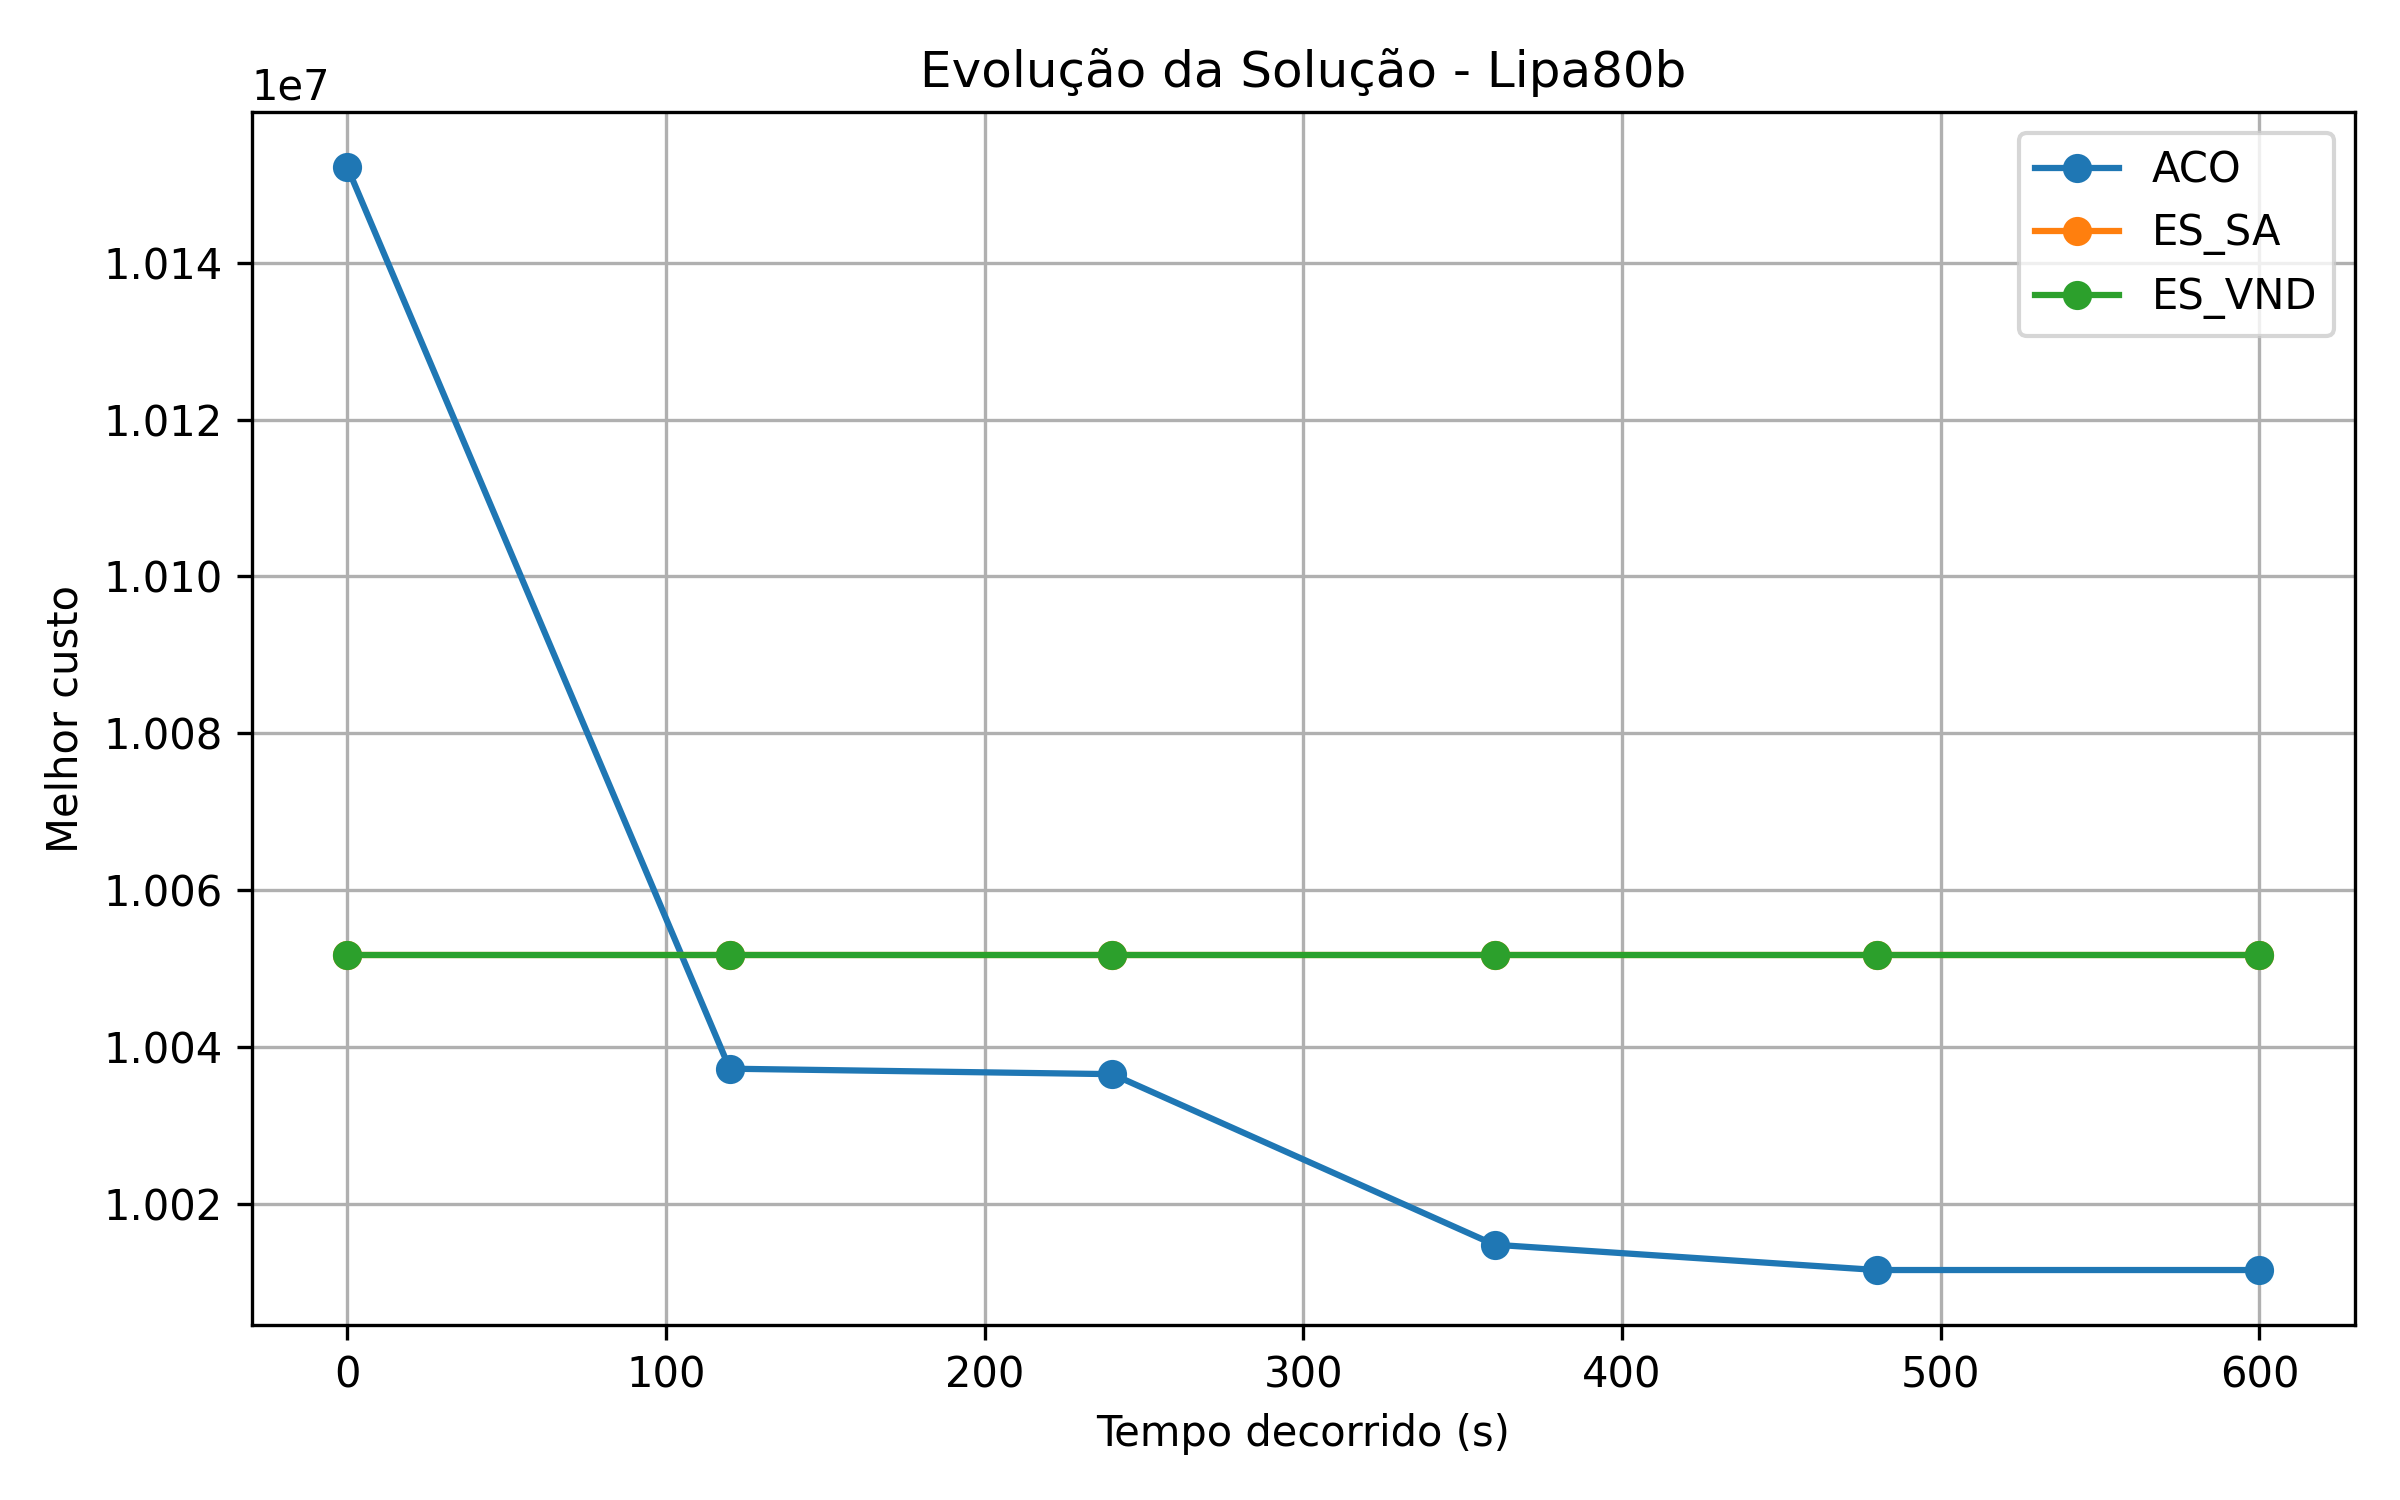 Evolução da Solução - Lipa80b
1e7
ACO
ES_SA
ES_VND
1.014
1.012
1.010
1.008
1.006
1.004
1.002
Melhor custo
0 100 200 300 400 500 600
Tempo decorrido (s)